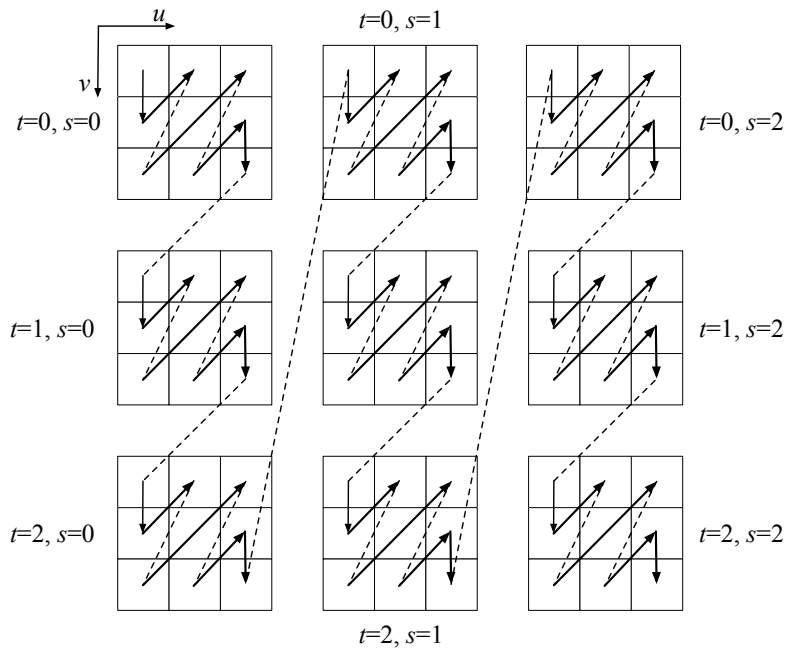 u
t=0, s=1
v
t=0, s=0
t=0, s=2
t=1, s=0
t=1, s=2
t=2, s=0
t=2, s=2
t=2, s=1